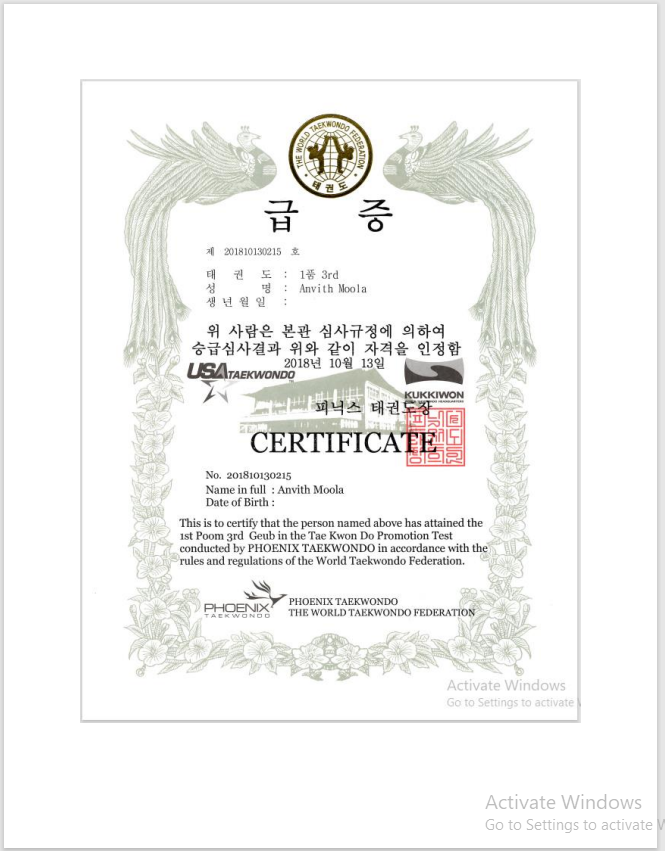 THE WORLD TAEKWONDO FEDERATION
태권도
급 증
제 201810130215 호
태 권 도 : 1품 3rd
성 명 : Anvith Moola
생 년 월 일 :
위 사람은 본관 심사규정에 의하여
승급심사결과 위와 같이 자격을 인정함
2018년 10월 13일
USA TAEKWONDO
KUKKIWON
피닉스 태권도장
CERTIFICATE
No. 201810130215
Name in full : Anvith Moola
Date of Birth :
This is to certify that the person named above has attained the
1st Poom 3rd Geub in the Tae Kwon Do Promotion Test
conducted by PHOENIX TAEKWONDO in accordance with the
rules and regulations of the World Taekwondo Federation.
PHOENIX
TAEKWONDO
PHOENIX TAEKWONDO
THE WORLD TAEKWONDO FEDERATION
Activate Windows
Go to Settings to activate
Activate Windows
Go to Settings to activate W